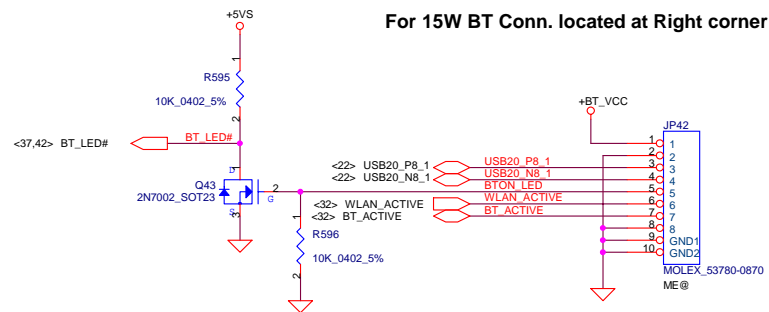 For 15W BT Conn. located at Right corner
+5VS
1
R595
10K_0402_5%
2
+BT_VCC
JP42
<37,42> BT_LED#
BT_LED#
1
D
Q43
2N7002_SOT23
S
3
2
G
<22> USB20_P8_1
USB20_P8_1
<22> USB20_N8_1
USB20_N8_1
BTON_LED
<32> WLAN_ACTIVE
WLAN_ACTIVE
<32> BT_ACTIVE
BT_ACTIVE
1
R596
10K_0402_5%
2
1 1
2 2
3 3
4 4
5 5
6 6
7 7
8 8
9 GND1
10 GND2
MOLEX_53780-0870
ME@